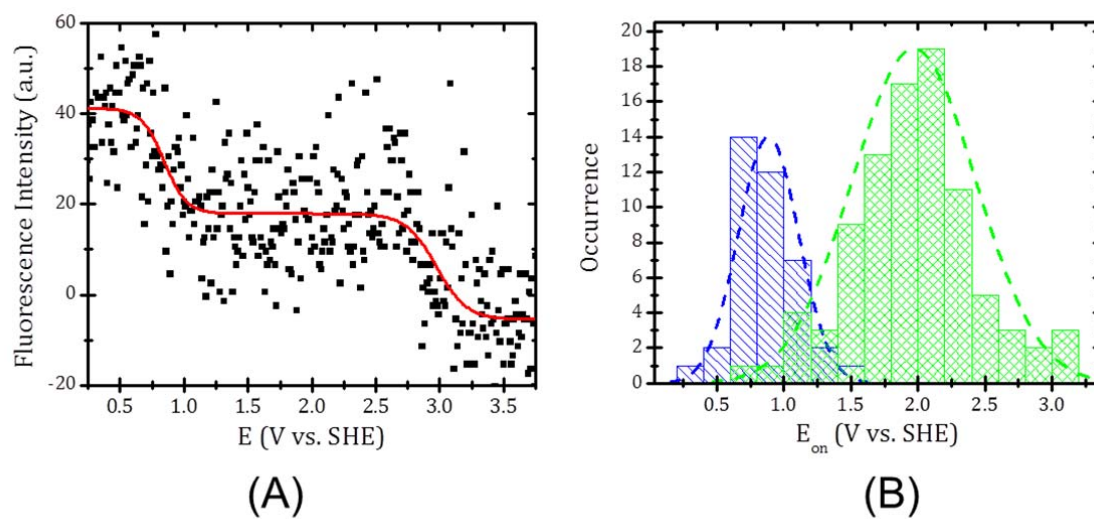 60
40
20
0
-20
Fluorescence Intensity (a.u.)
0.5 1.0 1.5 2.0 2.5 3.0 3.5
E (V vs. SHE)
(A)
20
18
16
14
12
10
8
6
4
2
0
Occurrence
0.5 1.0 1.5 2.0 2.5 3.0
E_on (V vs. SHE)
(B)